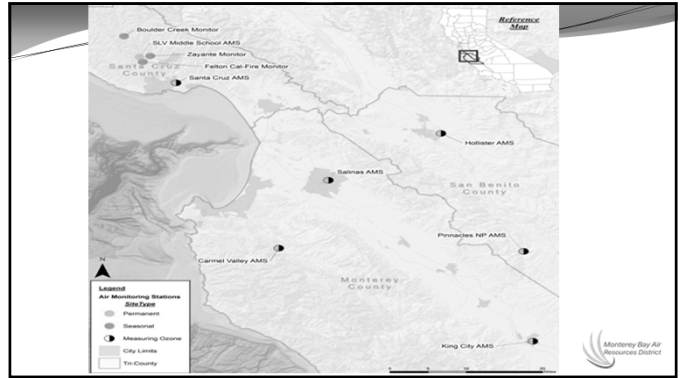 Reference
Map
Boulder Creek Monitor
SLV Middle School AMS
Zayante Monitor
Santa Cruz
County
Felton Cal-Fire Monitor
Santa Cruz AMS
Hollister AMS
Salinas AMS
San Benito
County
Pinnacles NP AMS
Carmel Valley AMS
Monterey
County
King City AMS
N
Legend
Air Monitoring Stations
SiteType
Permanent
Seasonal
Measuring Ozone
City Limits
Tri-County
Monterey Bay Air
Resources District